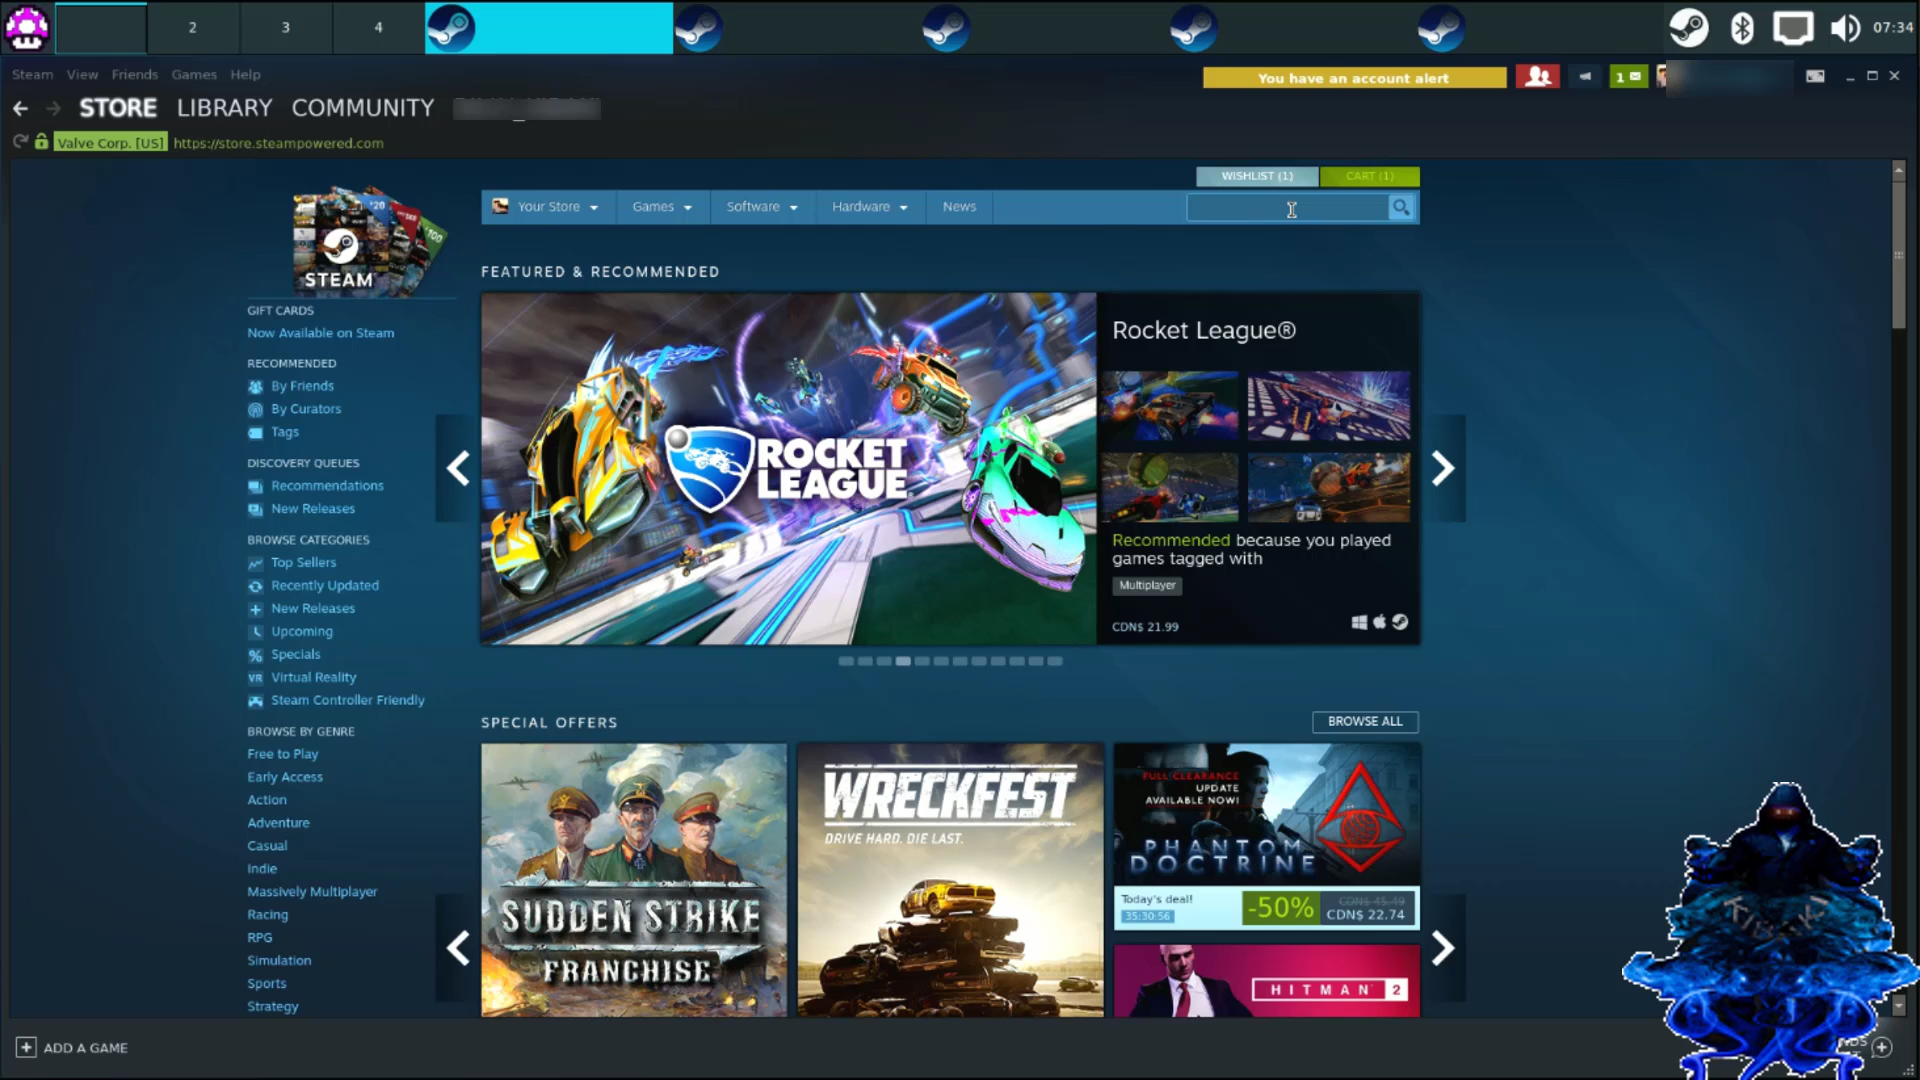 2
3
4
07:34
Steam View Friends Games Help
You have an account alert
1
STORE LIBRARY COMMUNITY
Valve Corp. [US] https://store.steampowered.com
WISHLIST (1) CART (1)
Your Store Games Software Hardware News
$20
$100
STEAM
GIFT CARDS
Now Available on Steam
RECOMMENDED
By Friends
By Curators
Tags
DISCOVERY QUEUES
Recommendations
New Releases
BROWSE CATEGORIES
Top Sellers
Recently Updated
New Releases
Upcoming
% Specials
VR Virtual Reality
Steam Controller Friendly
BROWSE BY GENRE
Free to Play
Early Access
Action
Adventure
Casual
Indie
Massively Multiplayer
Racing
RPG
Simulation
Sports
Strategy
FEATURED & RECOMMENDED
ROCKET
LEAGUE
Rocket League®
Recommended because you played
games tagged with
Multiplayer
CDN$ 21.99
SPECIAL OFFERS
BROWSE ALL
SUDDEN STRIKE
FRANCHISE
WRECKFEST
DRIVE HARD. DIE LAST.
FULL CLEARANCE
UPDATE
AVAILABLE NOW!
PHANTOM
DOCTRINE
Today's deal!
35:30:56
-50%
CDN$ 45.49
CDN$ 22.74
HITMAN 2
ADD A GAME